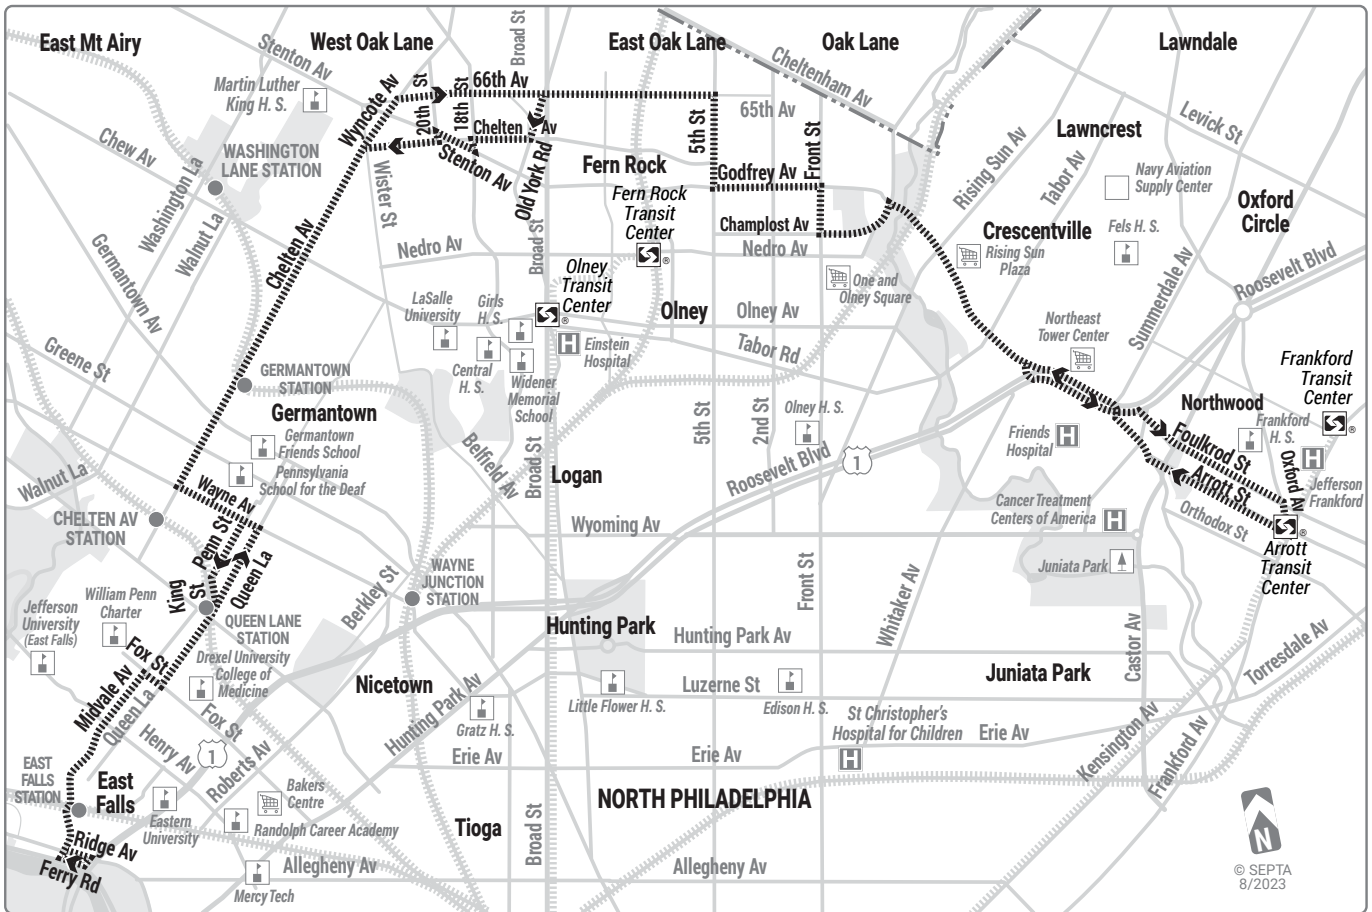 East Mt Airy
West Oak Lane
Broad St
East Oak Lane
Oak Lane
Lawndale
Stenton Av
Cheltenham Av
Martin Luther
King H. S.
Wyncote Av
20th St
18th St
66th Av
65th Av
Levick St
Chew Av
Washington La
WASHINGTON
LANE STATION
Walnut La
Chelten Av
Stenton Av
Old York Rd
5th St
Front St
Lawncrest
Rising Sun Av
Tabor Av
Navy Aviation
Supply Center
Fern Rock
Fern Rock
Transit
Center
®
Godfrey Av
Champlost Av
Nedro Av
Wister St
Nedro Av
Broad St
Crescentville
Rising Sun
Plaza
Fels H. S.
Oxford
Circle
Germantown Av
Chelten Av
Olney
Transit
Center
®
One and
Olney Square
Summerdale Av
Roosevelt Blvd
LaSalle
University
Girls
H. S.
Olney
Olney Av
Tabor Rd
Einstein
Hospital
Central
H. S.
Widener
Memorial
School
Northeast
Tower Center
Frankford
Transit
Center
®
Greene St
GERMANTOWN
STATION
Germantown
Germantown
Friends School
Pennsylvania
School for the Deaf
5th St
2nd St
Olney H. S.
Northwood
Frankford
H. S.
Friends
Hospital
Foulkrod St
Oxford Av
Jefferson
Frankford
Walnut La
Wayne Av
Belfield Av
Broad St
Logan
Roosevelt Blvd
1
Arrott St
Orthodox St
®
Arrott
Transit
Center
CHELTEN AV
STATION
Penn St
Queen La
King St
Wyoming Av
Cancer Treatment
Centers of America
Juniata Park
WAYNE
JUNCTION
STATION
Berkley St
Front St
Whitaker Av
Castor Av
Jefferson
University
(East Falls)
William Penn
Charter
QUEEN LANE
STATION
Drexel University
College of
Medicine
Fox St
Hunting Park
Hunting Park Av
Juniata Park
Torresdale Av
Midvale Av
Queen La
Fox St
Nicetown
Hunting Park Av
Gratz H. S.
Little Flower H. S.
Luzerne St
Edison H. S.
St Christopher's
Hospital for Children
Erie Av
Henry Av
1
Roberts Av
Erie Av
Erie Av
Kensington Av
Frankford Av
EAST
FALLS
STATION
East
Falls
Eastern
University
Bakers
Centre
Randolph Career Academy
Tioga
Broad St
NORTH PHILADELPHIA
Ridge Av
Ferry Rd
Allegheny Av
Allegheny Av
Mercy Tech
N
© SEPTA
8/2023